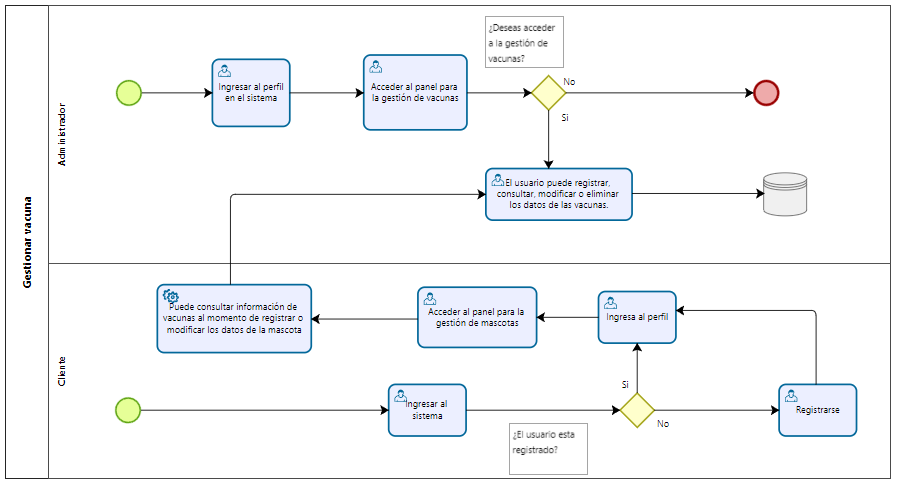 Gestionar vacuna
Administrador
¿Deseas acceder
a la gestión de
vacunas?
Ingresar al perfil
en el sistema
Acceder al panel para
la gestión de vacunas
No
Si
El usuario puede registrar,
consultar, modificar o eliminar
los datos de las vacunas.
Cliente
Puede consultar información de
vacunas al momento de registrar o
modificar los datos de la mascota
Acceder al panel para la
gestión de mascotas
Ingresa al perfil
Si
Ingresar al
sistema
No
Registrarse
¿El usuario esta
registrado?